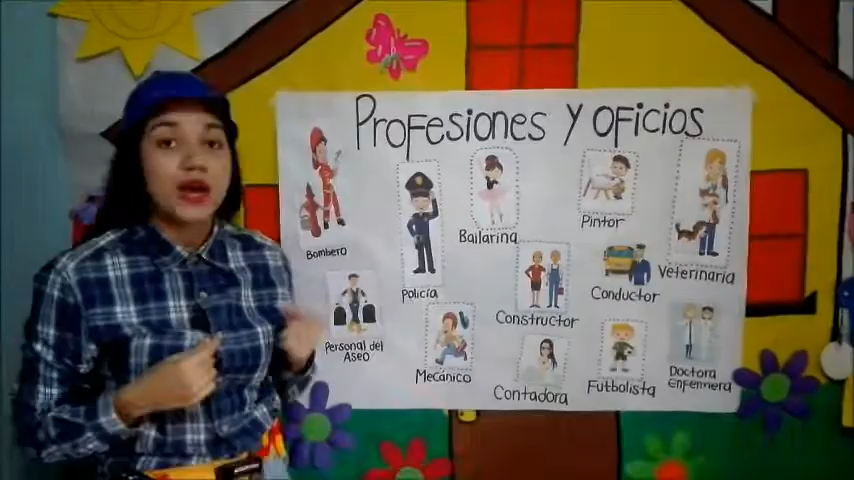 Profesiones y oficios
Bombero
Policía
Bailarina
Pintor
Veterinaria
Personal del
Aseo
Mecánico
Constructor
Conductor
Contadora
Futbolista
Doctora
Enfermera